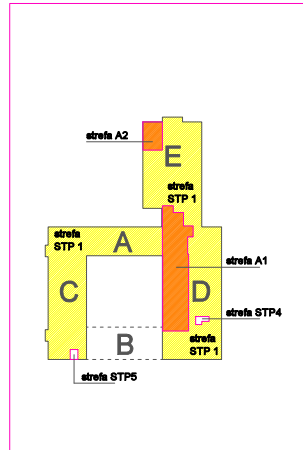 strefa A2
E
strefa
STP 1
strefa
STP 1
A
strefa A1
C
D
strefa STP4
B
strefa
STP 1
strefa STP5